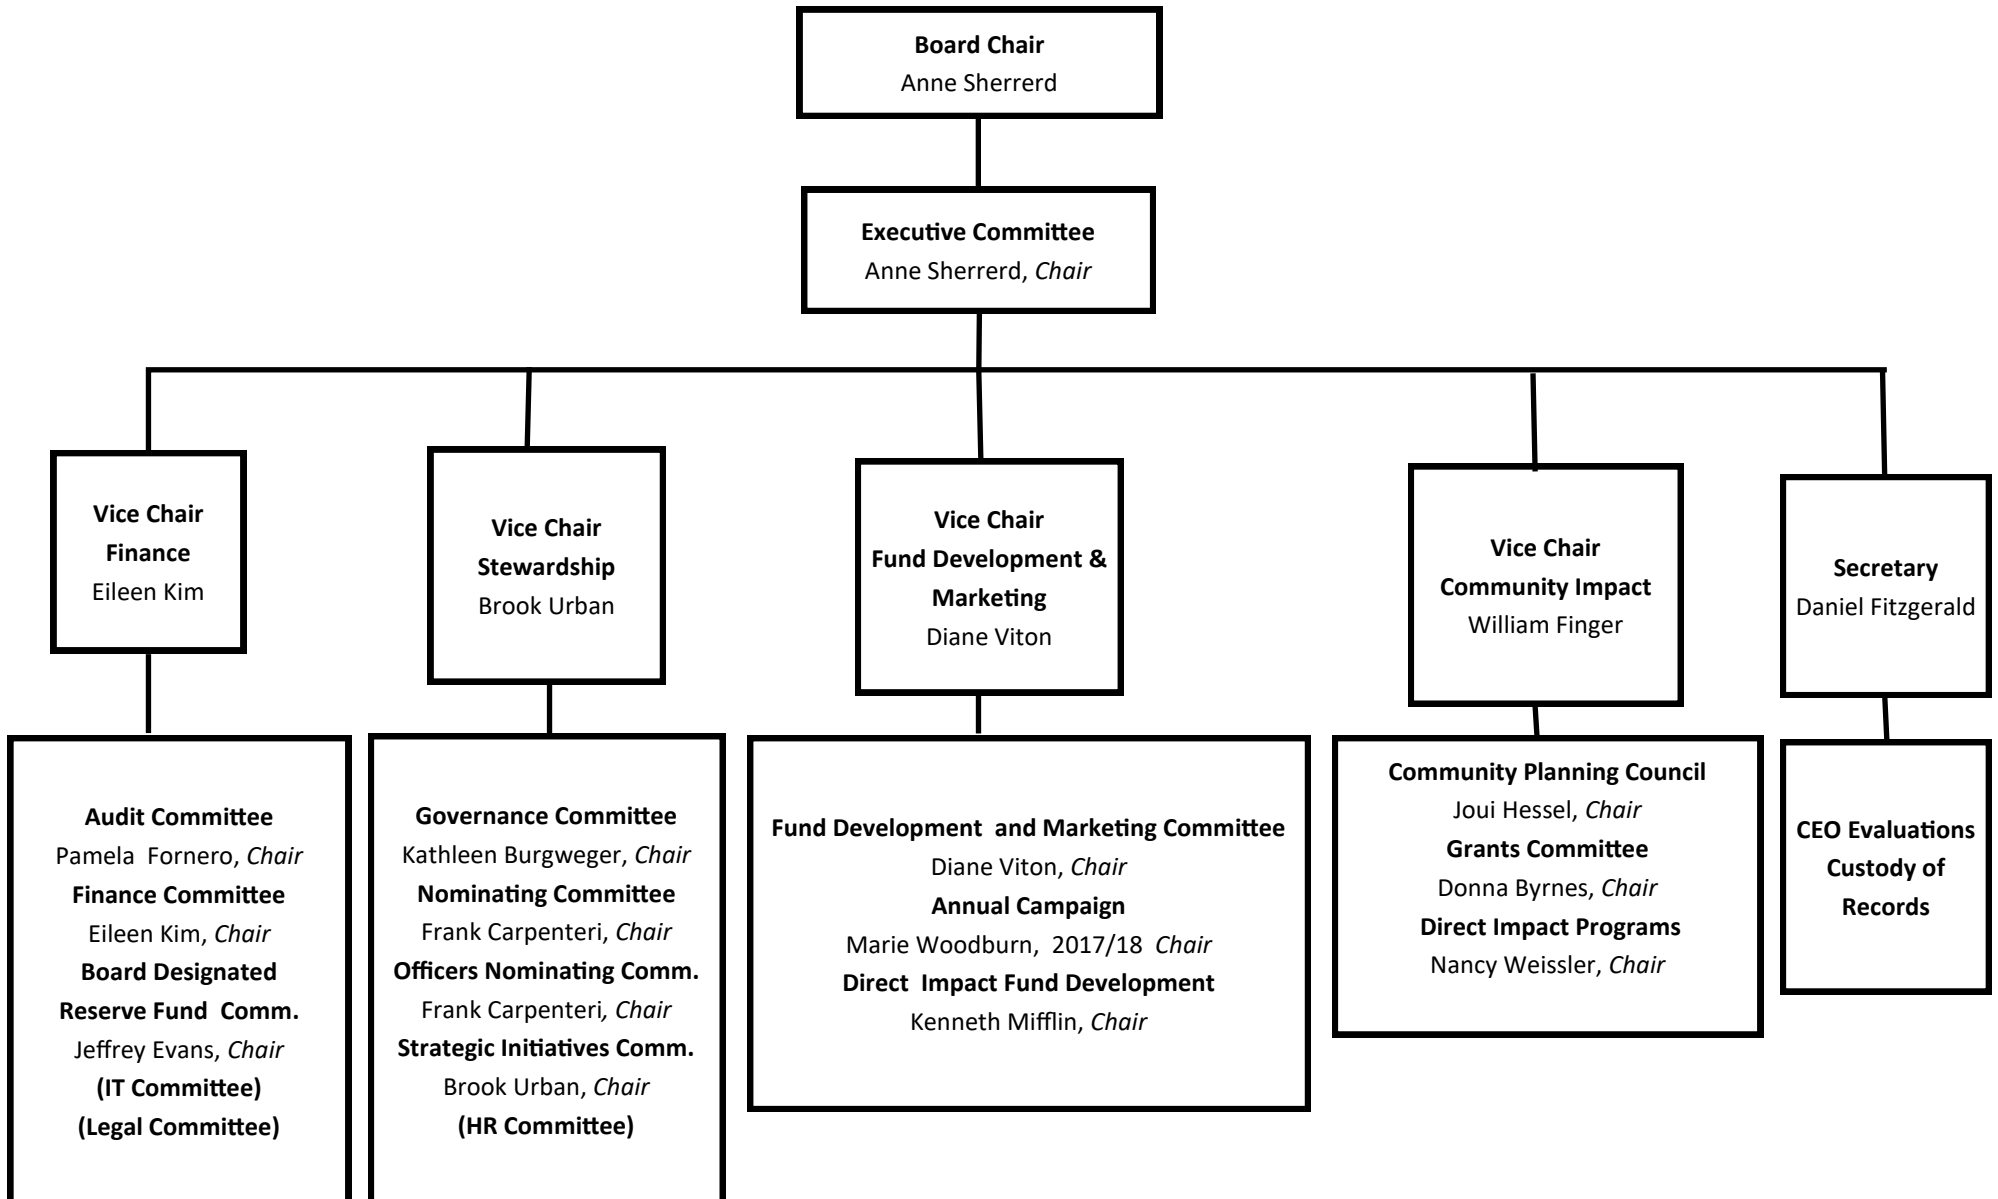 Board Chair
Anne Sherrerd
Executive Committee
Anne Sherrerd, Chair
Vice Chair
Finance
Eileen Kim
Vice Chair
Stewardship
Brook Urban
Vice Chair
Fund Development &
Marketing
Diane Viton
Vice Chair
Community Impact
William Finger
Secretary
Daniel Fitzgerald
Audit Committee
Pamela Fornero, Chair
Finance Committee
Eileen Kim, Chair
Board Designated
Reserve Fund Comm.
Jeffrey Evans, Chair
(IT Committee)
(Legal Committee)
Governance Committee
Kathleen Burgweger, Chair
Nominating Committee
Frank Carpenteri, Chair
Officers Nominating Comm.
Frank Carpenteri, Chair
Strategic Initiatives Comm.
Brook Urban, Chair
(HR Committee)
Fund Development and Marketing Committee
Diane Viton, Chair
Annual Campaign
Marie Woodburn, 2017/18 Chair
Direct Impact Fund Development
Kenneth Mifflin, Chair
Community Planning Council
Joui Hessel, Chair
Grants Committee
Donna Byrnes, Chair
Direct Impact Programs
Nancy Weissler, Chair
CEO Evaluations
Custody of
Records